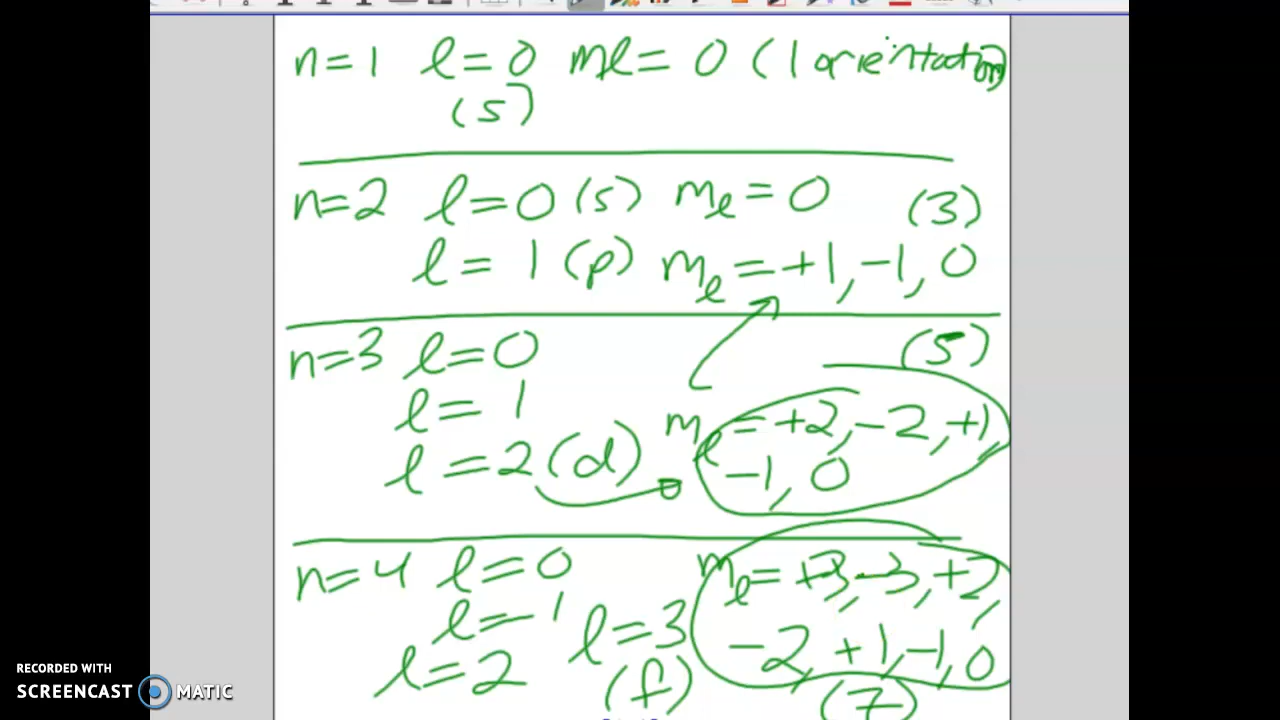 n=1 l=0 ml=0 (1 orientation)
(s)
n=2 l=0(s) ml=0 (3)
l=1(p) ml=+1,-1,0
n=3 l=0 (5)
l=1
l=2(d) ml=+2,-2,+1,
-1,0
n=4 l=0 ml=+3,-3,+2,
l=1 l=3 -2,+1,-1,0
l=2 (f) (7)
RECORDED WITH
SCREENCAST MATIC